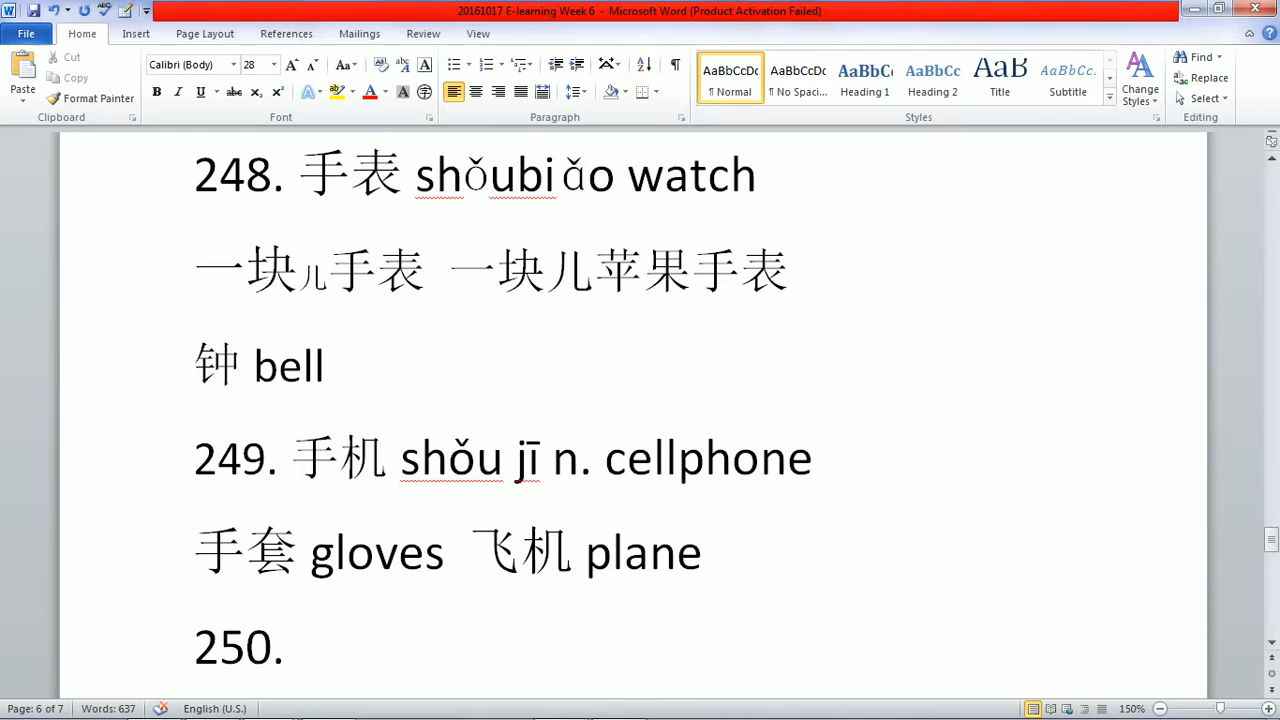 20161017 E-learning Week 6 - Microsoft Word (Product Activation Failed)
File Home Insert Page Layout References Mailings Review View
Paste
Cut
Copy
Format Painter
Clipboard
Calibri (Body) 28
Font
Paragraph
AaBbCcDc AaBbCcDc AaBbCc AaBbCc AaB AaBbCcL
¶ Normal ¶ No Spaci... Heading 1 Heading 2 Title Subtitle
Change Styles
Styles
Find
Replace
Select
Editing
248. 手表 shǒubiǎo watch
一块儿手表 一块儿苹果手表
钟 bell
249. 手机 shǒu jī n. cellphone
手套 gloves 飞机 plane
250.
Page: 6 of 7 Words: 637 English (U.S.) 150%